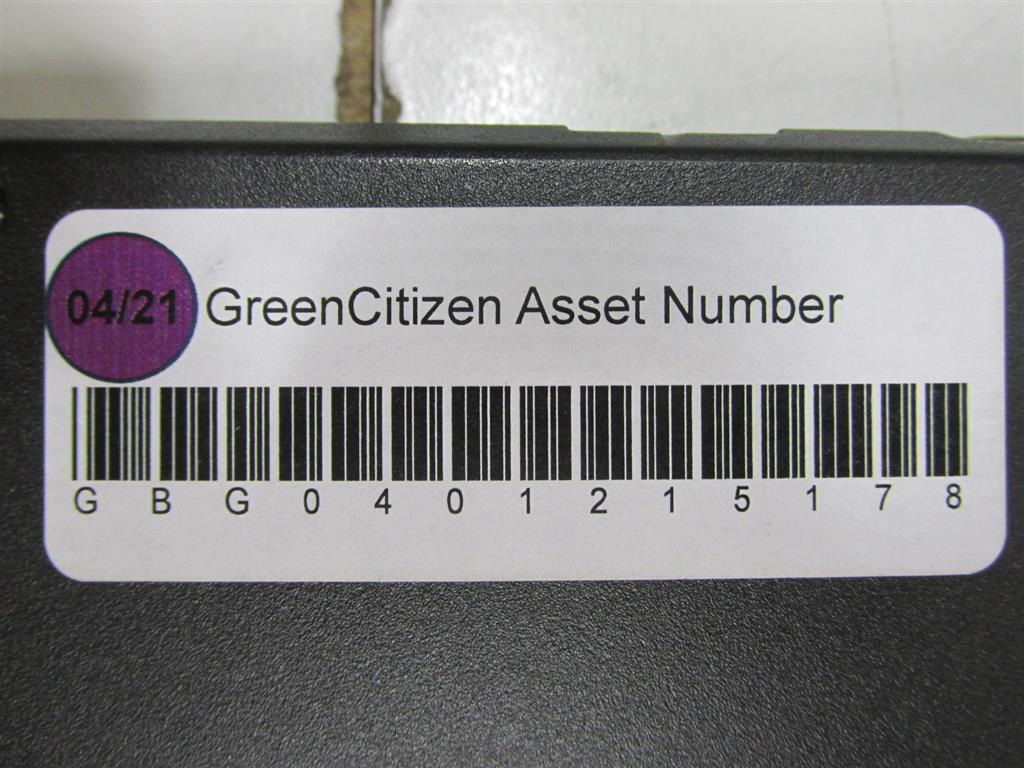 04/21 GreenCitizen Asset Number
G B G 0 4 0 1 2 1 5 1 7 8